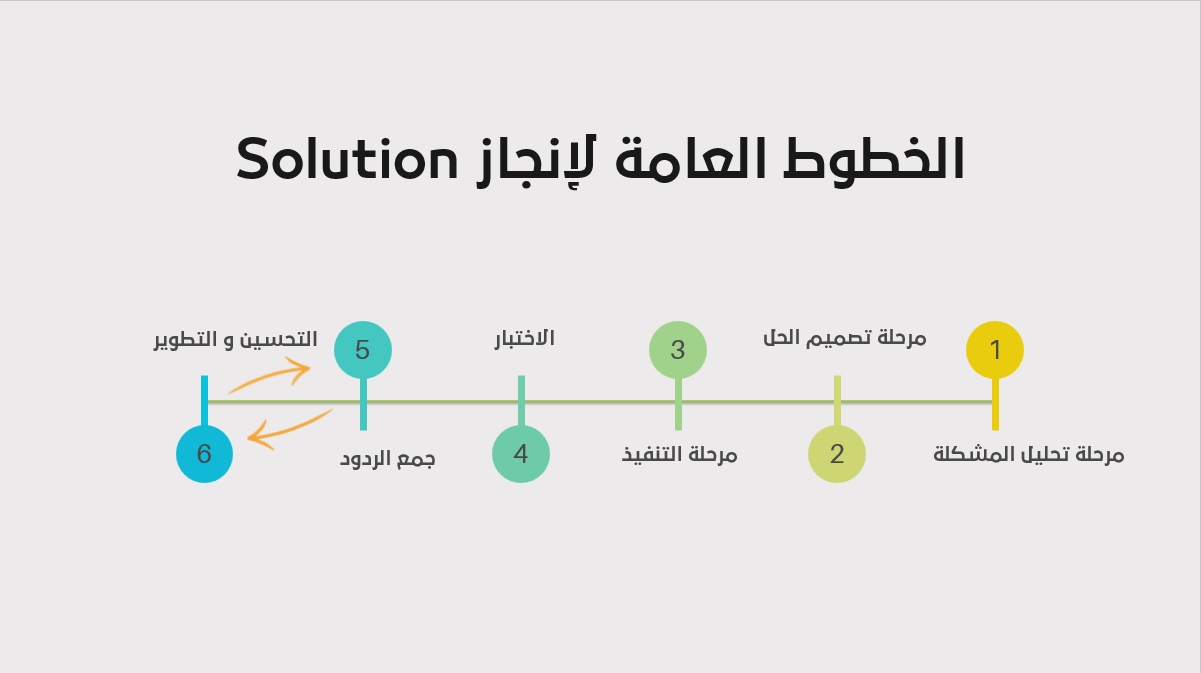 الخطوط العامة لإنجاز Solution
1
مرحلة تحليل المشكلة
2
مرحلة تصميم الحل
3
مرحلة التنفيذ
4
الاختبار
5
جمع الردود
6
التحسين و التطوير